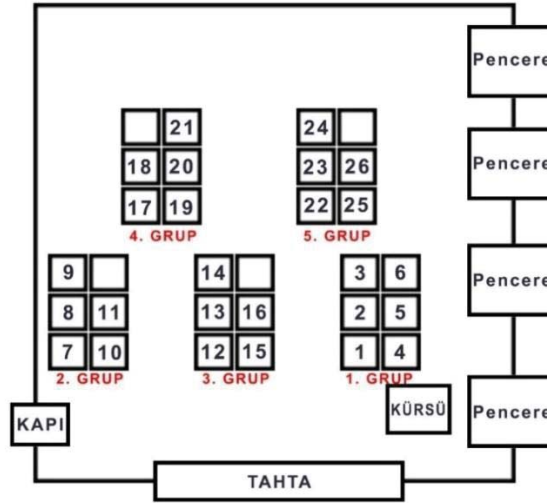 Pencere
21
24
Pencere
18 20
23 26
17 19
22 25
4. GRUP
5. GRUP
9
14
3 6
Pencere
8 11
13 16
2 5
7 10
12 15
1 4
2. GRUP
3. GRUP
1. GRUP
KAPI
KÜRSÜ
Pencere
TAHTA